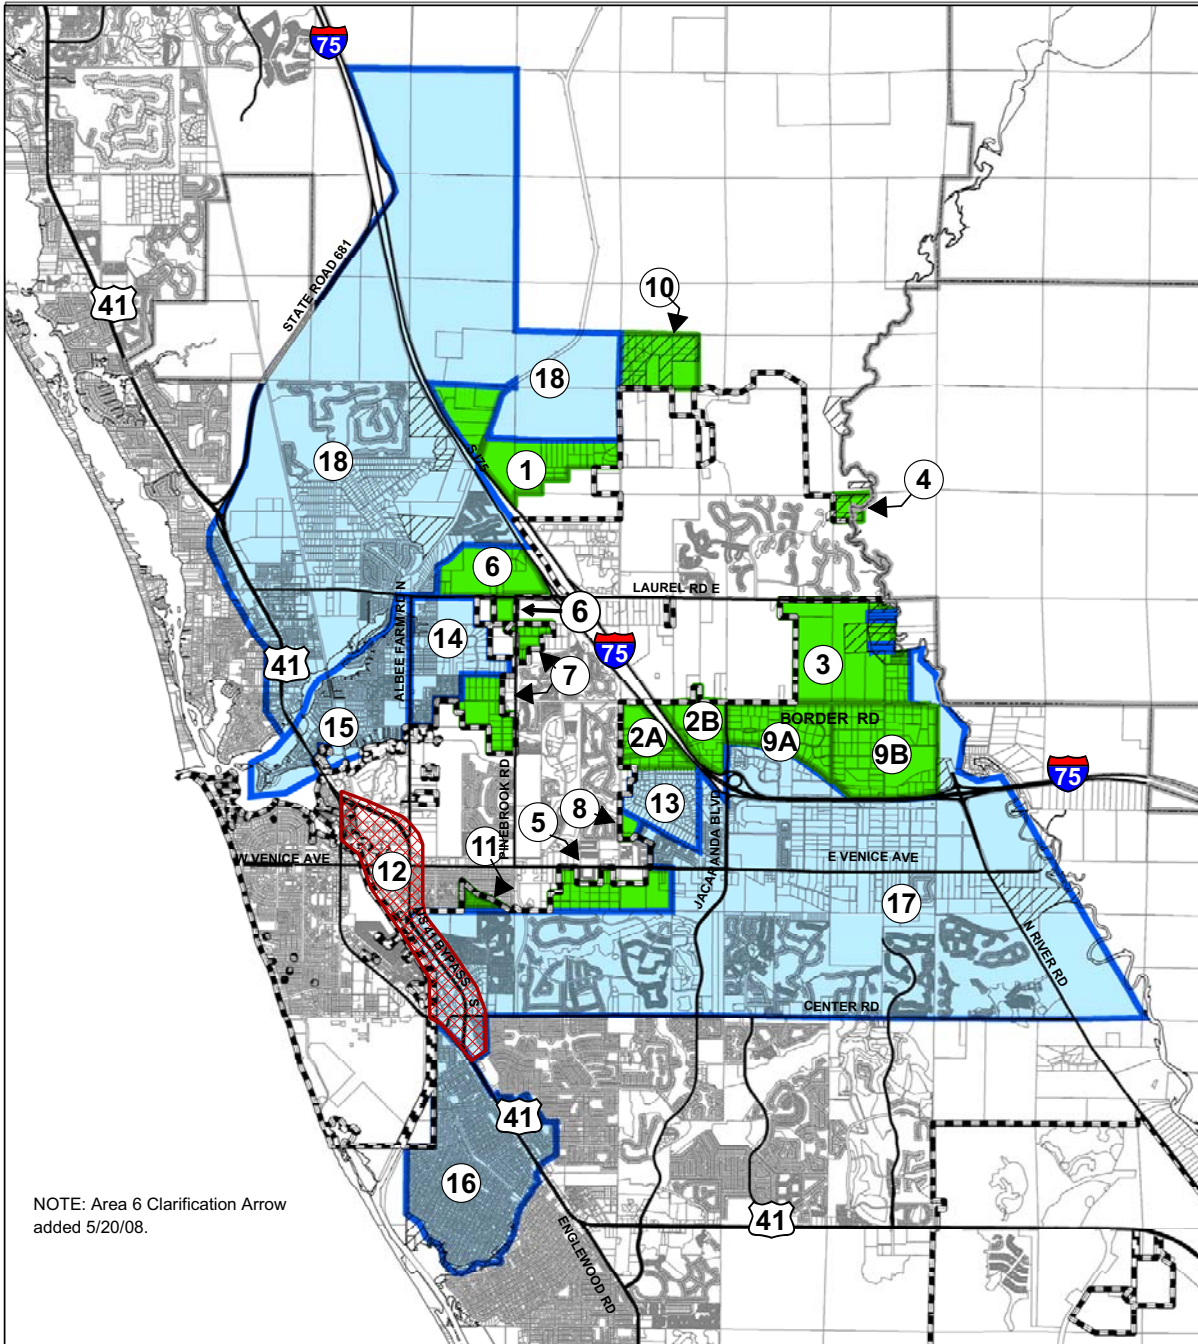 75
41
STATE ROAD 681
10
18
18
S I75
1
4
6
LAUREL RD E
6
ALBEE FARM RD N
14
75
41
7
3
15
2A
2B
BORDER RD
9A
9B
75
PINEBROOK RD
13
8
5
JACARANDA BLVD
11
W VENICE AVE
12
E VENICE AVE
17
US 41 BYPASS S
N RIVER RD
CENTER RD
41
16
41
ENGLEWOOD RD
NOTE: Area 6 Clarification Arrow
added 5/20/08.